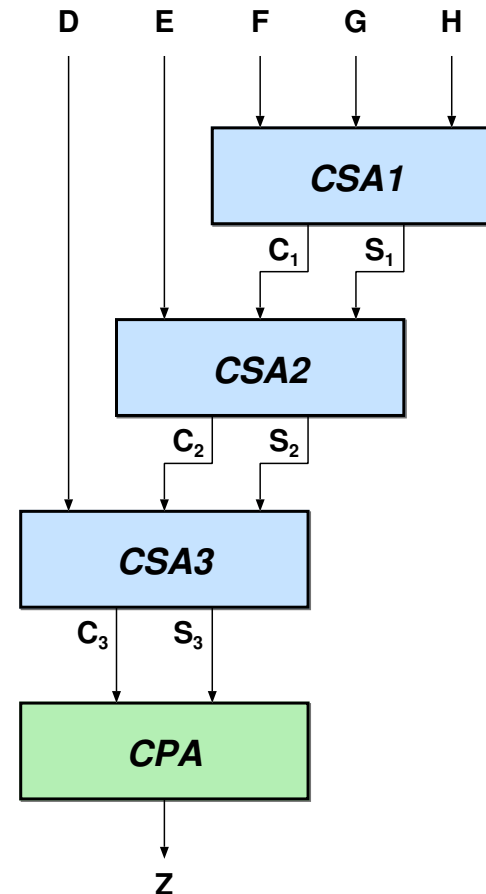 D E F G H
CSA1
C₁ S₁
CSA2
C₂ S₂
CSA3
C₃ S₃
CPA
Z